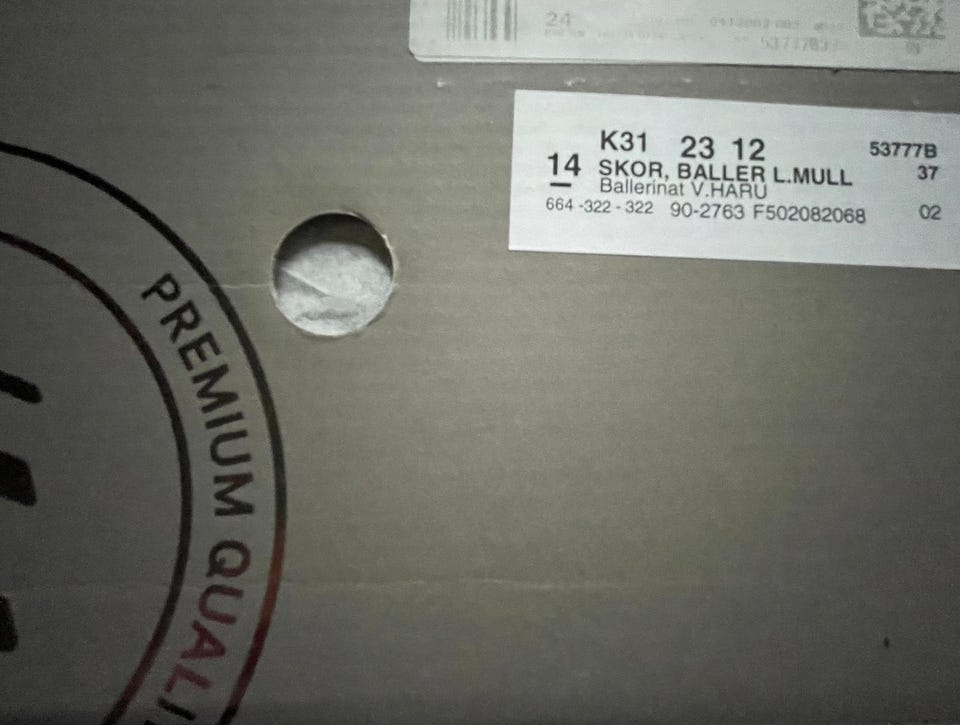 24
K31 23 12 53777B
14 SKOR, BALLER L.MULL 37
Ballerinat V.HARU
664 -322 - 322 90-2763 F502082068 02
PREMIUM QUALI